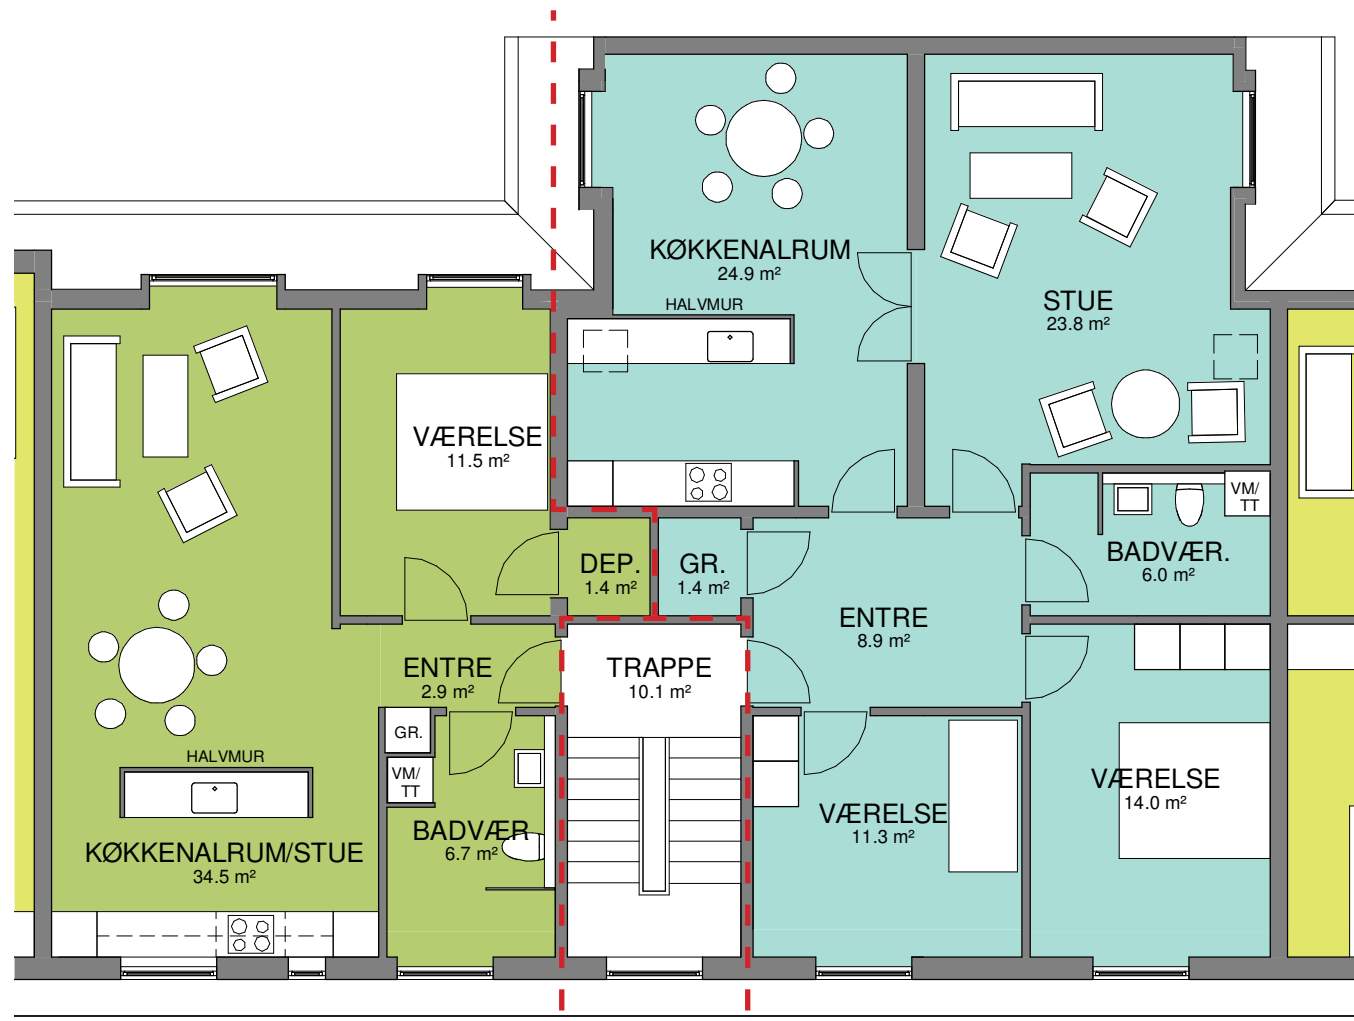 KØKKENALRUM
24.9 m²
HALVMUR
STUE
23.8 m²
VÆRELSE
11.5 m²
VM/
TT
BADVÆR.
6.0 m²
DEP.
1.4 m²
GR.
1.4 m²
ENTRE
8.9 m²
ENTRE
2.9 m²
TRAPPE
10.1 m²
GR.
HALVMUR
VM/
TT
VÆRELSE
14.0 m²
VÆRELSE
11.3 m²
BADVÆR
6.7 m²
KØKKENALRUM/STUE
34.5 m²